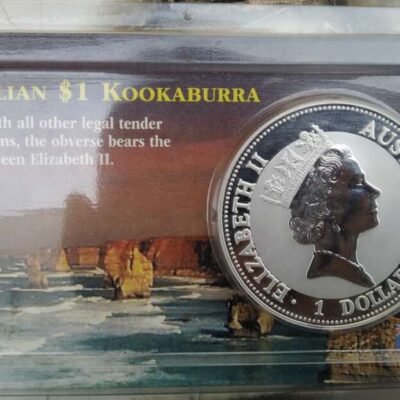 LIAN $1 KOOKABURRA
th all other legal tender
ns, the obverse bears the
een Elizabeth II.
ELIZABETH II
AUS
1 DOLLAR